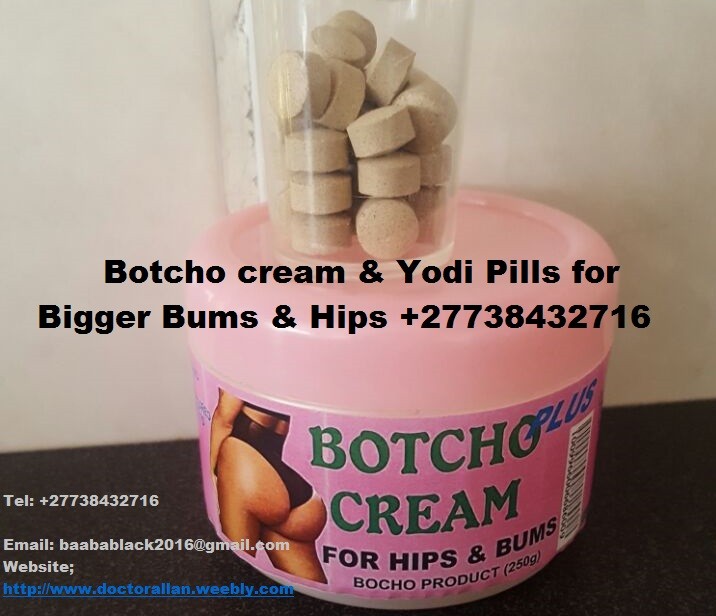 Botcho cream & Yodi Pills for
Bigger Bums & Hips +27738432716
BOTCHO PLUS
CREAM
FOR HIPS & BUMS
BOCHO PRODUCT (250g)
Tel: +27738432716
Email: baabablack2016@gmail.com
Website;
http://www.doctorallan.weebly.com